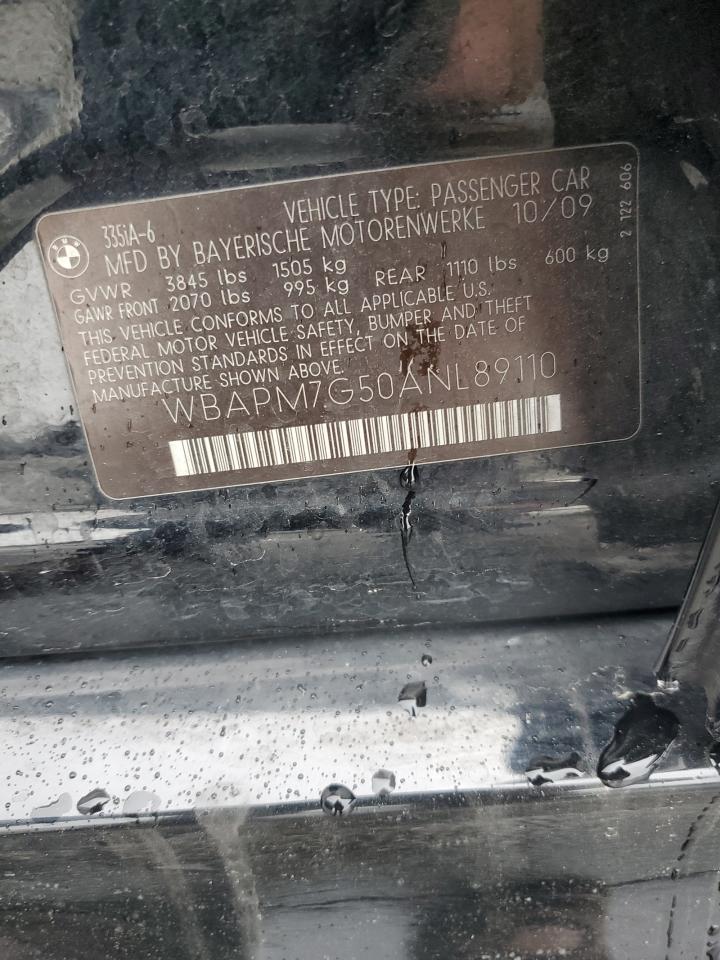 BMW
335iA-6 VEHICLE TYPE: PASSENGER CAR
MFD BY BAYERISCHE MOTORENWERKE 10/09
GVWR 3845 lbs 1505 kg
GAWR FRONT 2070 lbs 995 kg REAR 1110 lbs 600 kg
THIS VEHICLE CONFORMS TO ALL APPLICABLE U.S.
FEDERAL MOTOR VEHICLE SAFETY, BUMPER AND THEFT
PREVENTION STANDARDS IN EFFECT ON THE DATE OF
MANUFACTURE SHOWN ABOVE.
WBAPM7G50ANL89110
2 122 606